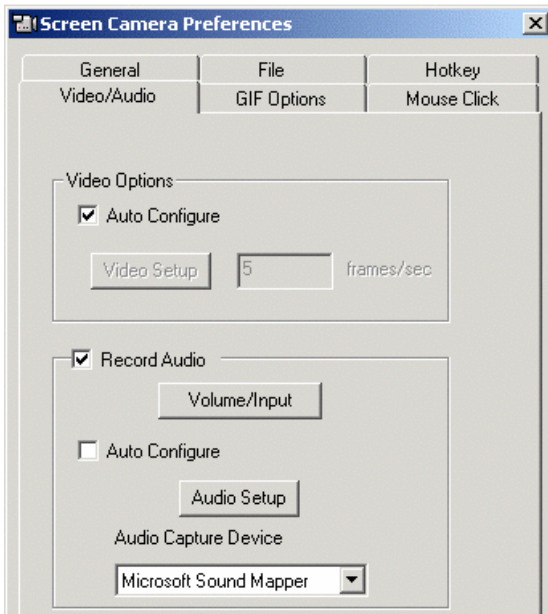 Screen Camera Preferences
General File Hotkey
Video/Audio GIF Options Mouse Click
Video Options
Auto Configure
Video Setup 5 frames/sec
Record Audio
Volume/Input
Auto Configure
Audio Setup
Audio Capture Device
Microsoft Sound Mapper